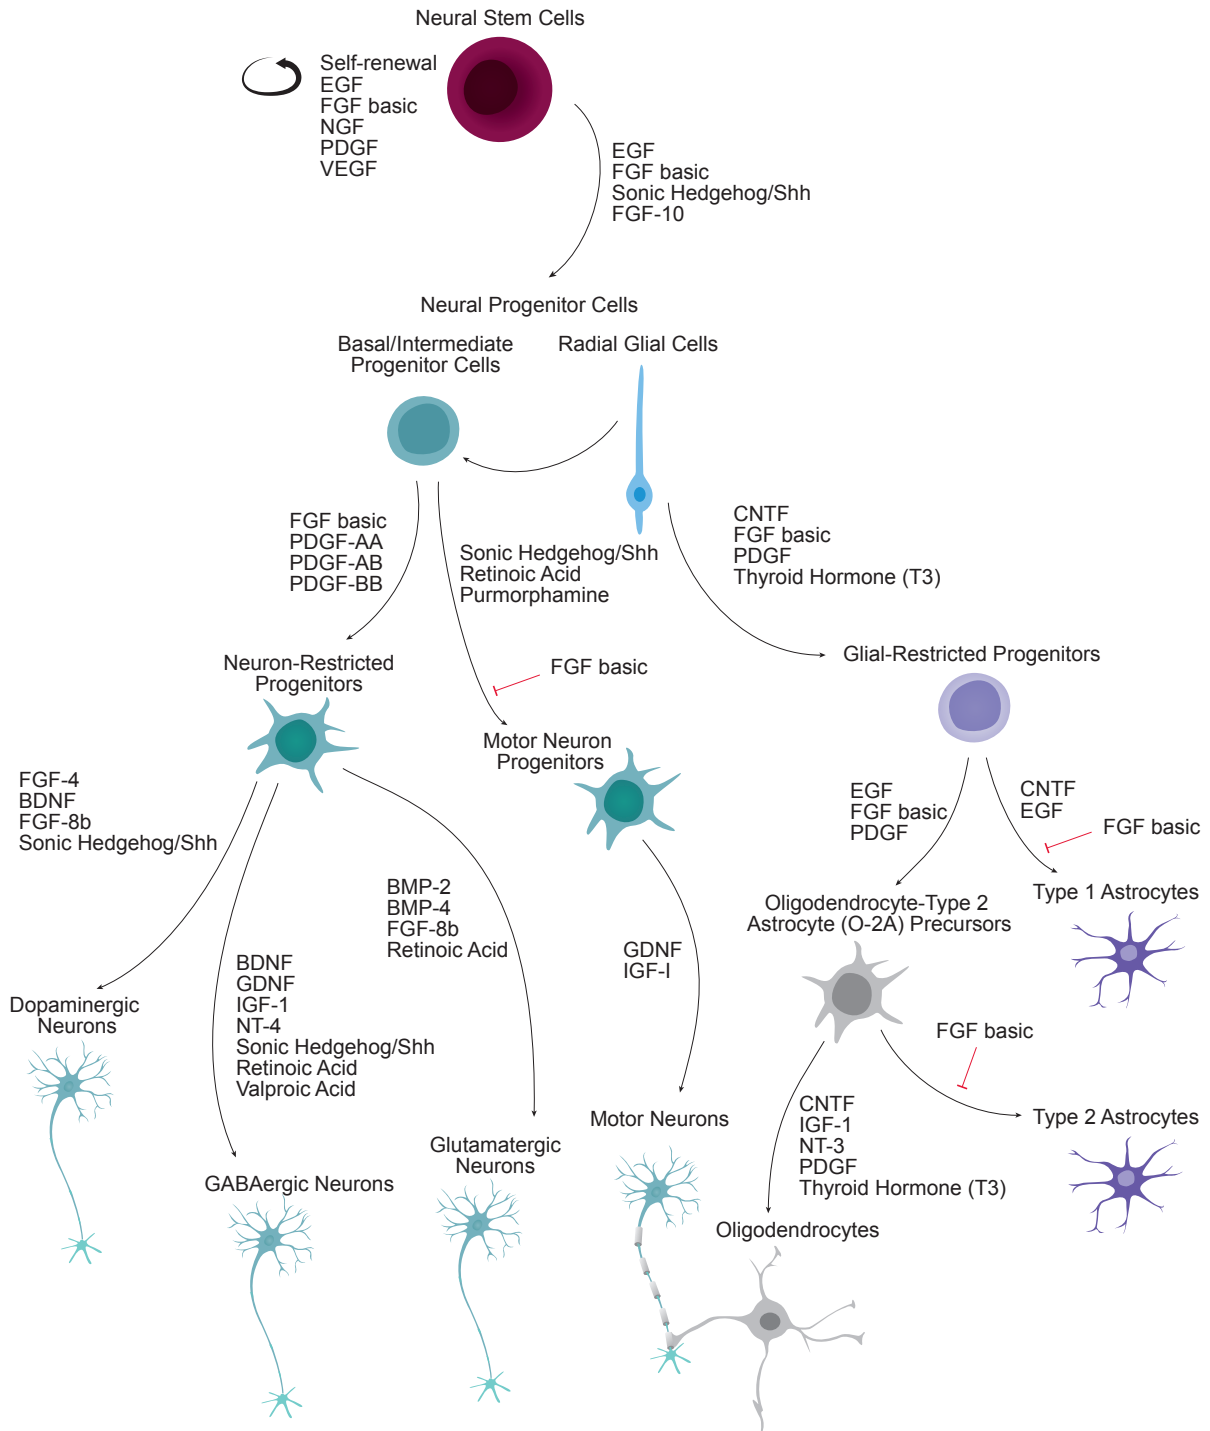 Neural Stem Cells
Self-renewal
EGF
FGF basic
NGF
PDGF
VEGF
EGF
FGF basic
Sonic Hedgehog/Shh
FGF-10
Neural Progenitor Cells
Basal/Intermediate
Progenitor Cells
Radial Glial Cells
FGF basic
PDGF-AA
PDGF-AB
PDGF-BB
Sonic Hedgehog/Shh
Retinoic Acid
Purmorphamine
CNTF
FGF basic
PDGF
Thyroid Hormone (T3)
Neuron-Restricted
Progenitors
FGF basic
Glial-Restricted Progenitors
Motor Neuron
Progenitors
FGF-4
BDNF
FGF-8b
Sonic Hedgehog/Shh
EGF
FGF basic
PDGF
CNTF
EGF
FGF basic
BMP-2
BMP-4
FGF-8b
Retinoic Acid
Oligodendrocyte-Type 2
Astrocyte (O-2A) Precursors
Type 1 Astrocytes
GDNF
IGF-I
BDNF
GDNF
IGF-1
NT-4
Sonic Hedgehog/Shh
Retinoic Acid
Valproic Acid
Dopaminergic
Neurons
FGF basic
CNTF
IGF-1
NT-3
PDGF
Thyroid Hormone (T3)
Motor Neurons
Type 2 Astrocytes
Glutamatergic
Neurons
GABAergic Neurons
Oligodendrocytes